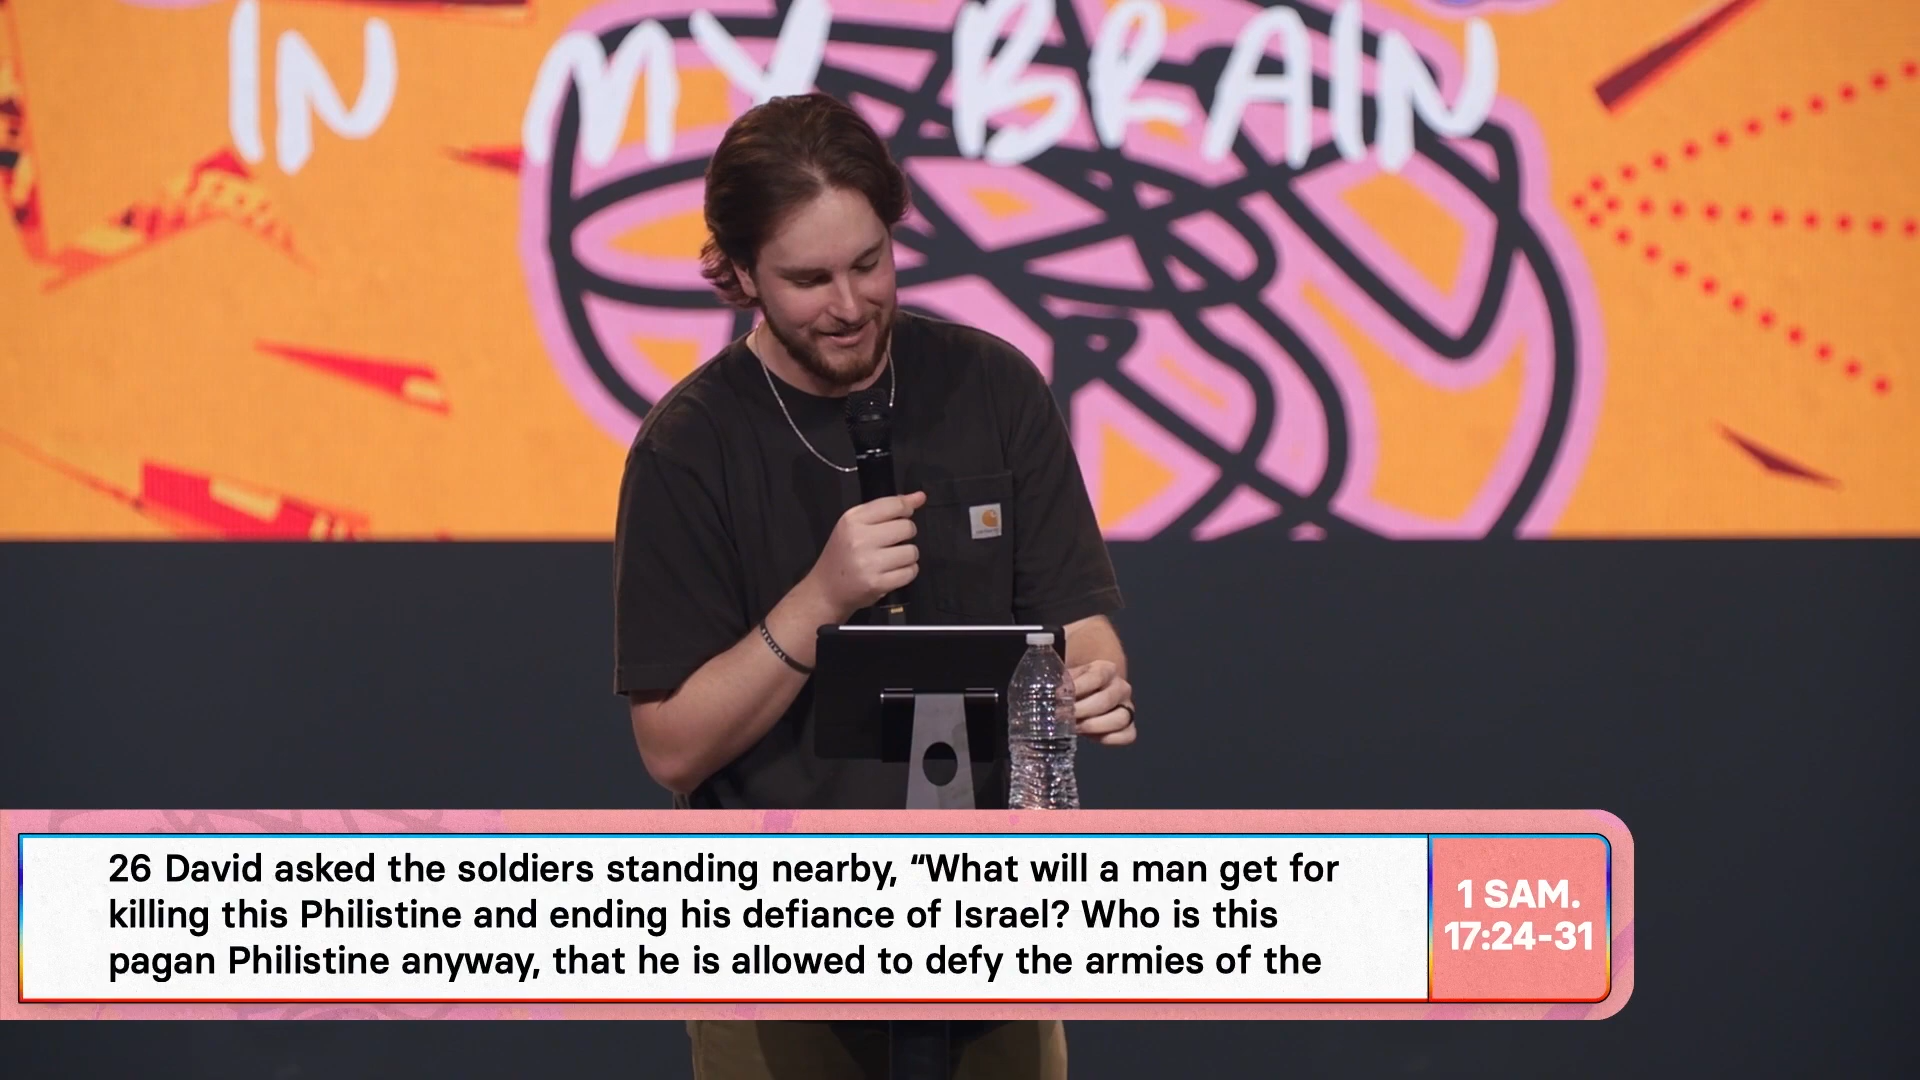 IN MY BRAIN
26 David asked the soldiers standing nearby, “What will a man get for
killing this Philistine and ending his defiance of Israel? Who is this
pagan Philistine anyway, that he is allowed to defy the armies of the
1 SAM.
17:24-31